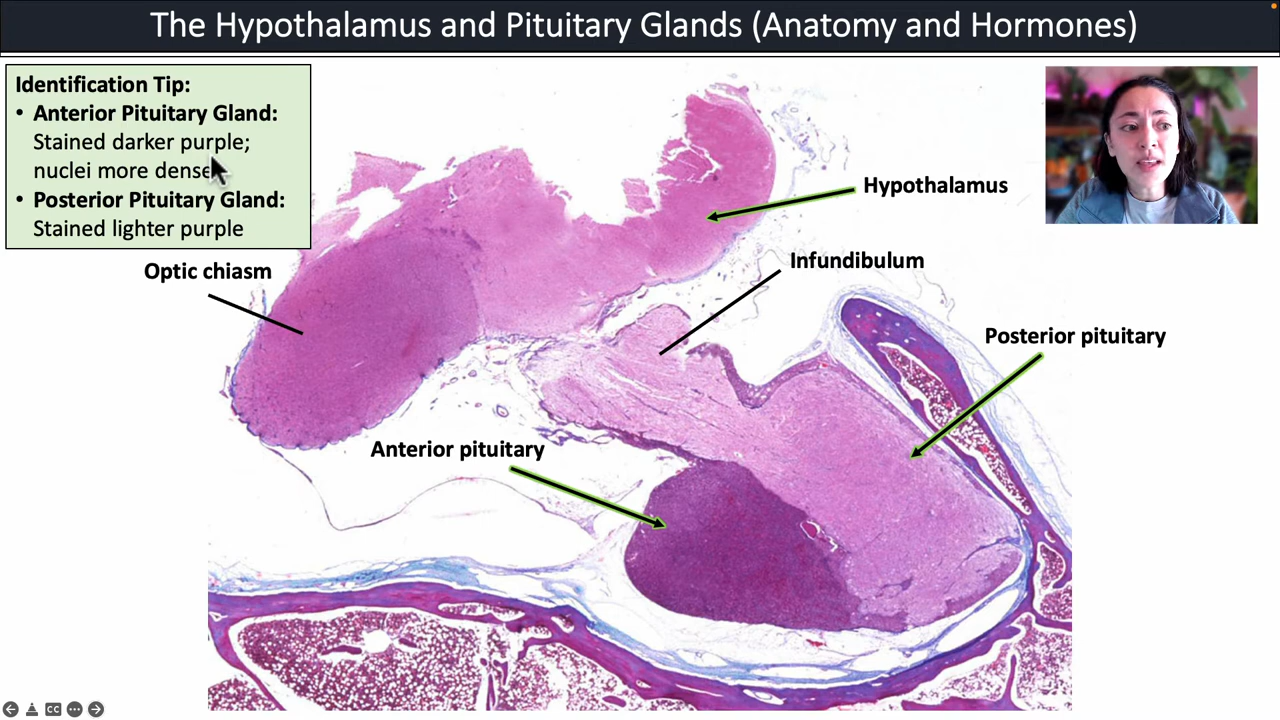 The Hypothalamus and Pituitary Glands (Anatomy and Hormones)
Identification Tip:
• Anterior Pituitary Gland:
Stained darker purple;
nuclei more dense
• Posterior Pituitary Gland:
Stained lighter purple
Hypothalamus
Infundibulum
Optic chiasm
Posterior pituitary
Anterior pituitary
CC